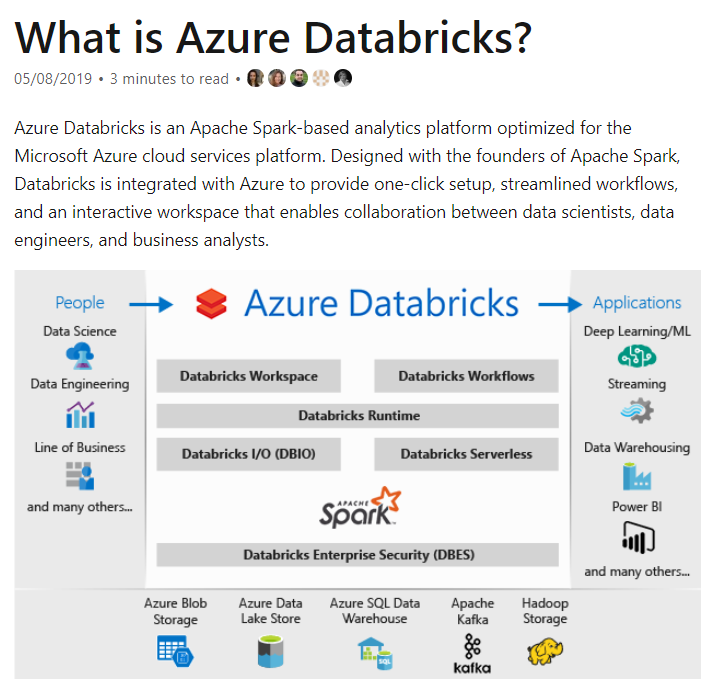 What is Azure Databricks?
05/08/2019 • 3 minutes to read •
Azure Databricks is an Apache Spark-based analytics platform optimized for the
Microsoft Azure cloud services platform. Designed with the founders of Apache Spark,
Databricks is integrated with Azure to provide one-click setup, streamlined workflows,
and an interactive workspace that enables collaboration between data scientists, data
engineers, and business analysts.
People
Data Science
Data Engineering
Line of Business
and many others...
Azure Databricks
Databricks Workspace
Databricks Workflows
Databricks Runtime
Databricks I/O (DBIO)
Databricks Serverless
APACHE
Spark
Databricks Enterprise Security (DBES)
Applications
Deep Learning/ML
Streaming
Data Warehousing
Power BI
and many others...
Azure Blob
Storage
Azure Data
Lake Store
Azure SQL Data
Warehouse
SQL
Apache
Kafka
kafka
Hadoop
Storage